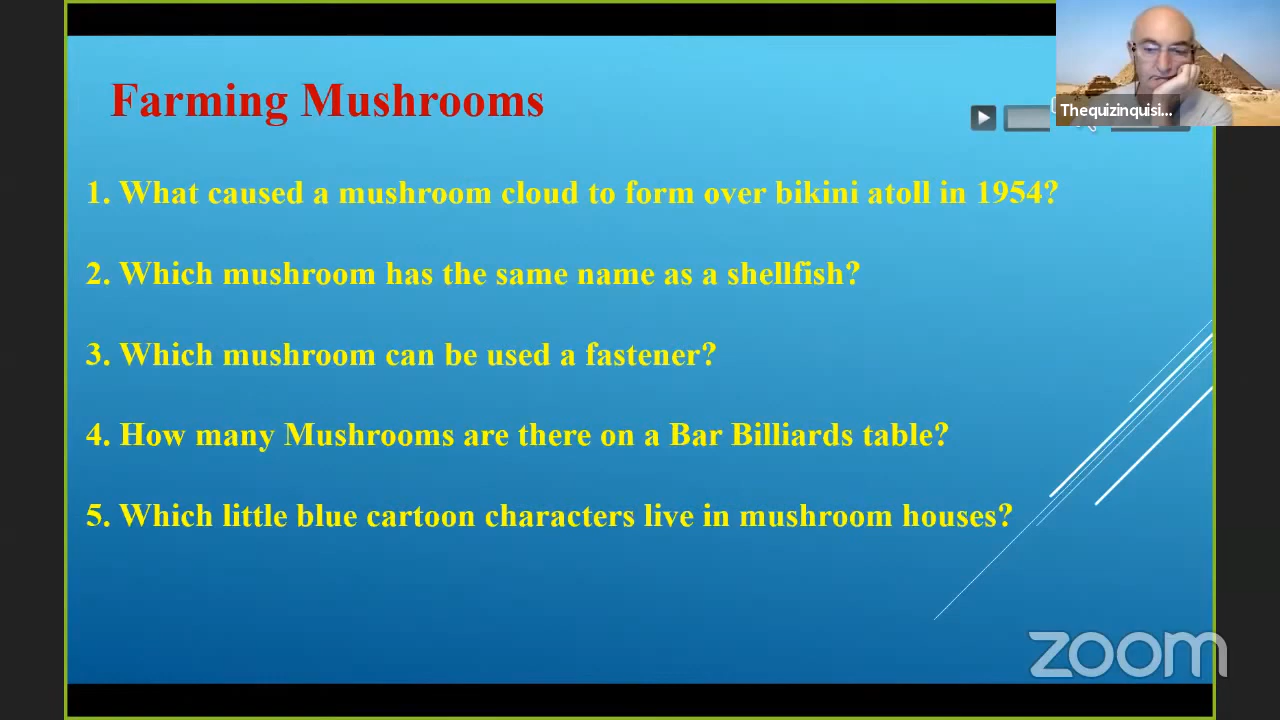 Farming Mushrooms
Thequizinquisi...
1. What caused a mushroom cloud to form over bikini atoll in 1954?
2. Which mushroom has the same name as a shellfish?
3. Which mushroom can be used a fastener?
4. How many Mushrooms are there on a Bar Billiards table?
5. Which little blue cartoon characters live in mushroom houses?
zoom